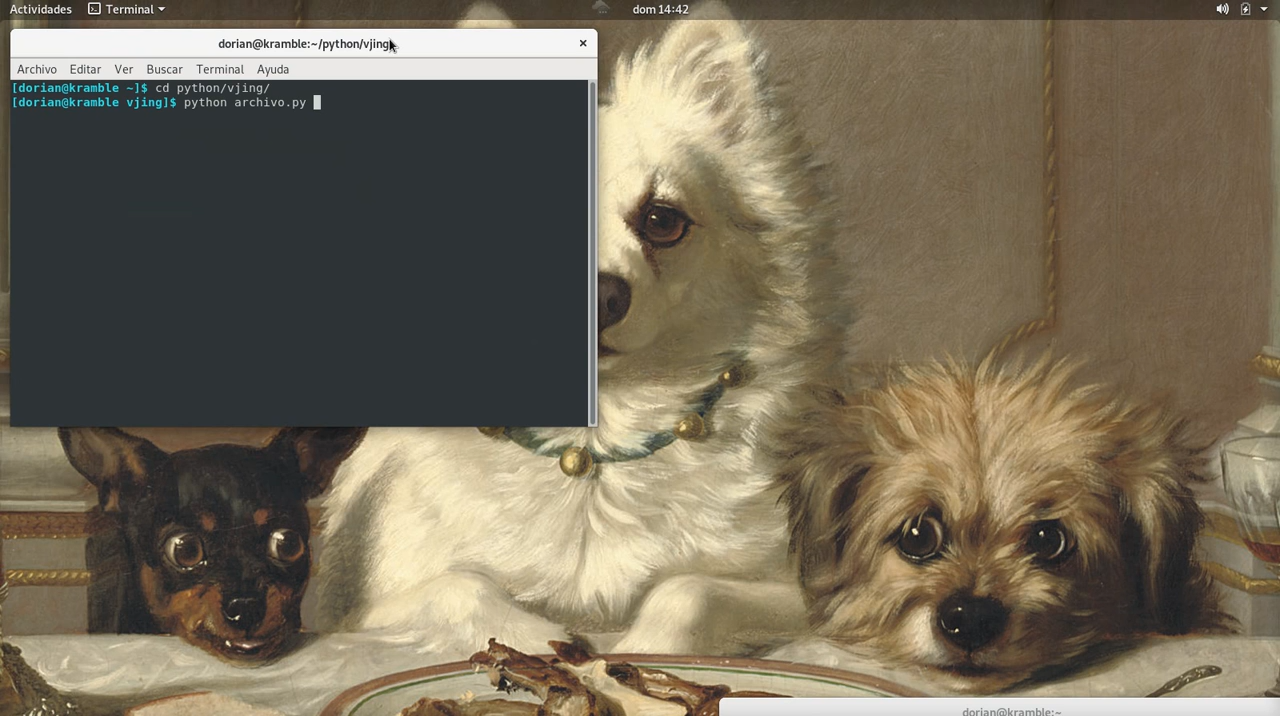 Actividades Terminal dom 14:42
dorian@kramble:~/python/vjing
Archivo Editar Ver Buscar Terminal Ayuda
[dorian@kramble ~]$ cd python/vjing/
[dorian@kramble vjing]$ python archivo.py
dorian@kramble:~